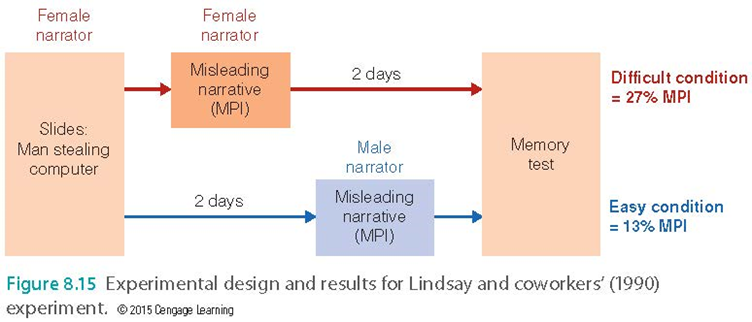 Female
narrator
Female
narrator
Slides:
Man stealing
computer
Misleading
narrative
(MPI)
2 days
2 days
Male
narrator
Misleading
narrative
(MPI)
Memory
test
Difficult condition
= 27% MPI
Easy condition
= 13% MPI
Figure 8.15 Experimental design and results for Lindsay and coworkers’ (1990)
experiment. © 2015 Cengage Learning